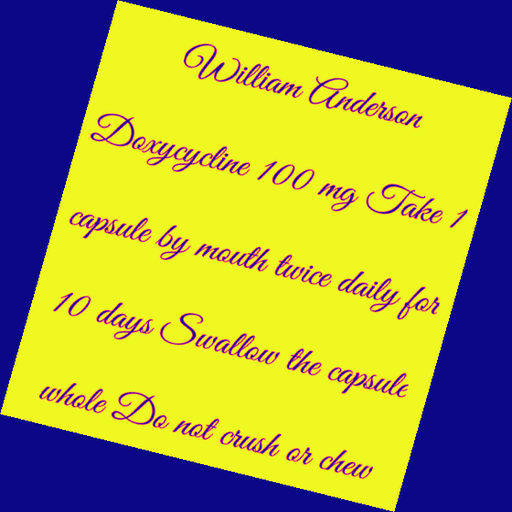 William Anderson
Doxycycline 100 mg Take 1
capsule by mouth twice daily for
10 days Swallow the capsule
whole Do not crush or chew